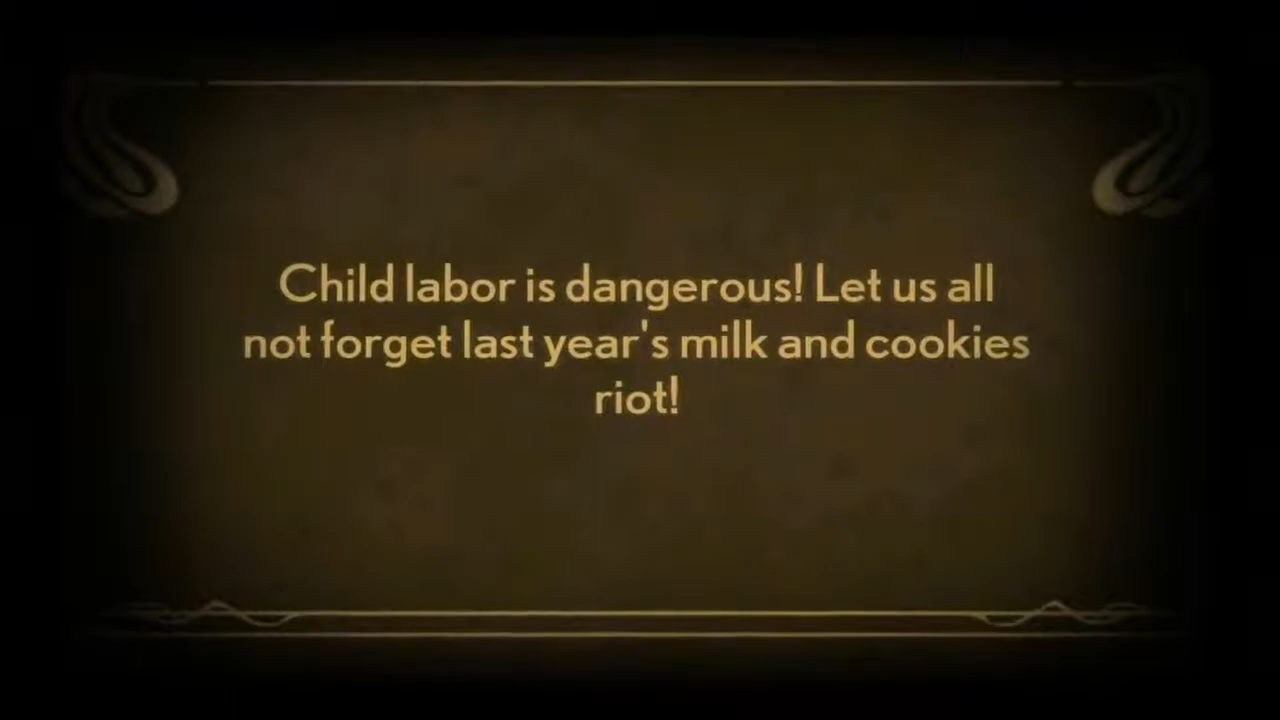 Child labor is dangerous! Let us all
not forget last year's milk and cookies
riot!